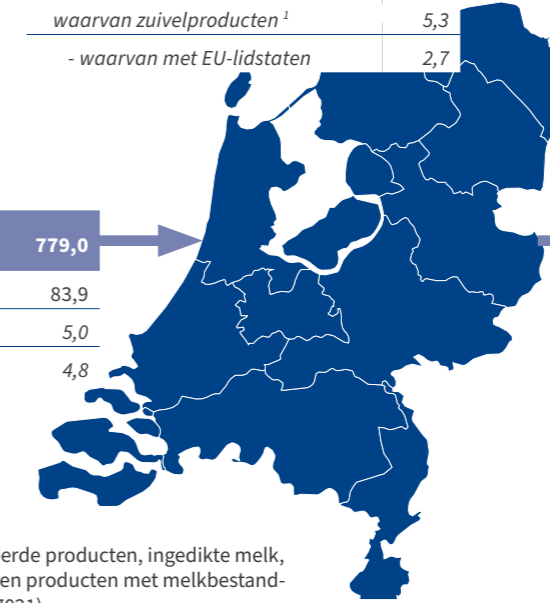 waarvan zuivelproducten ¹ 5,3
- waarvan met EU-lidstaten 2,7
779,0
83,9
5,0
4,8
eerde producten, ingedikte melk,
en producten met melkbestand-